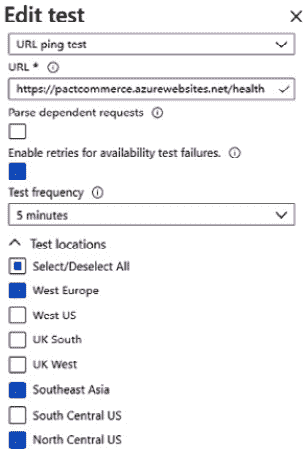 Edit test
URL ping test
URL *
https://pactcommerce.azurewebsites.net/health
Parse dependent requests
Enable retries for availability test failures.
Test frequency
5 minutes
Test locations
Select/Deselect All
West Europe
West US
UK South
UK West
Southeast Asia
South Central US
North Central US